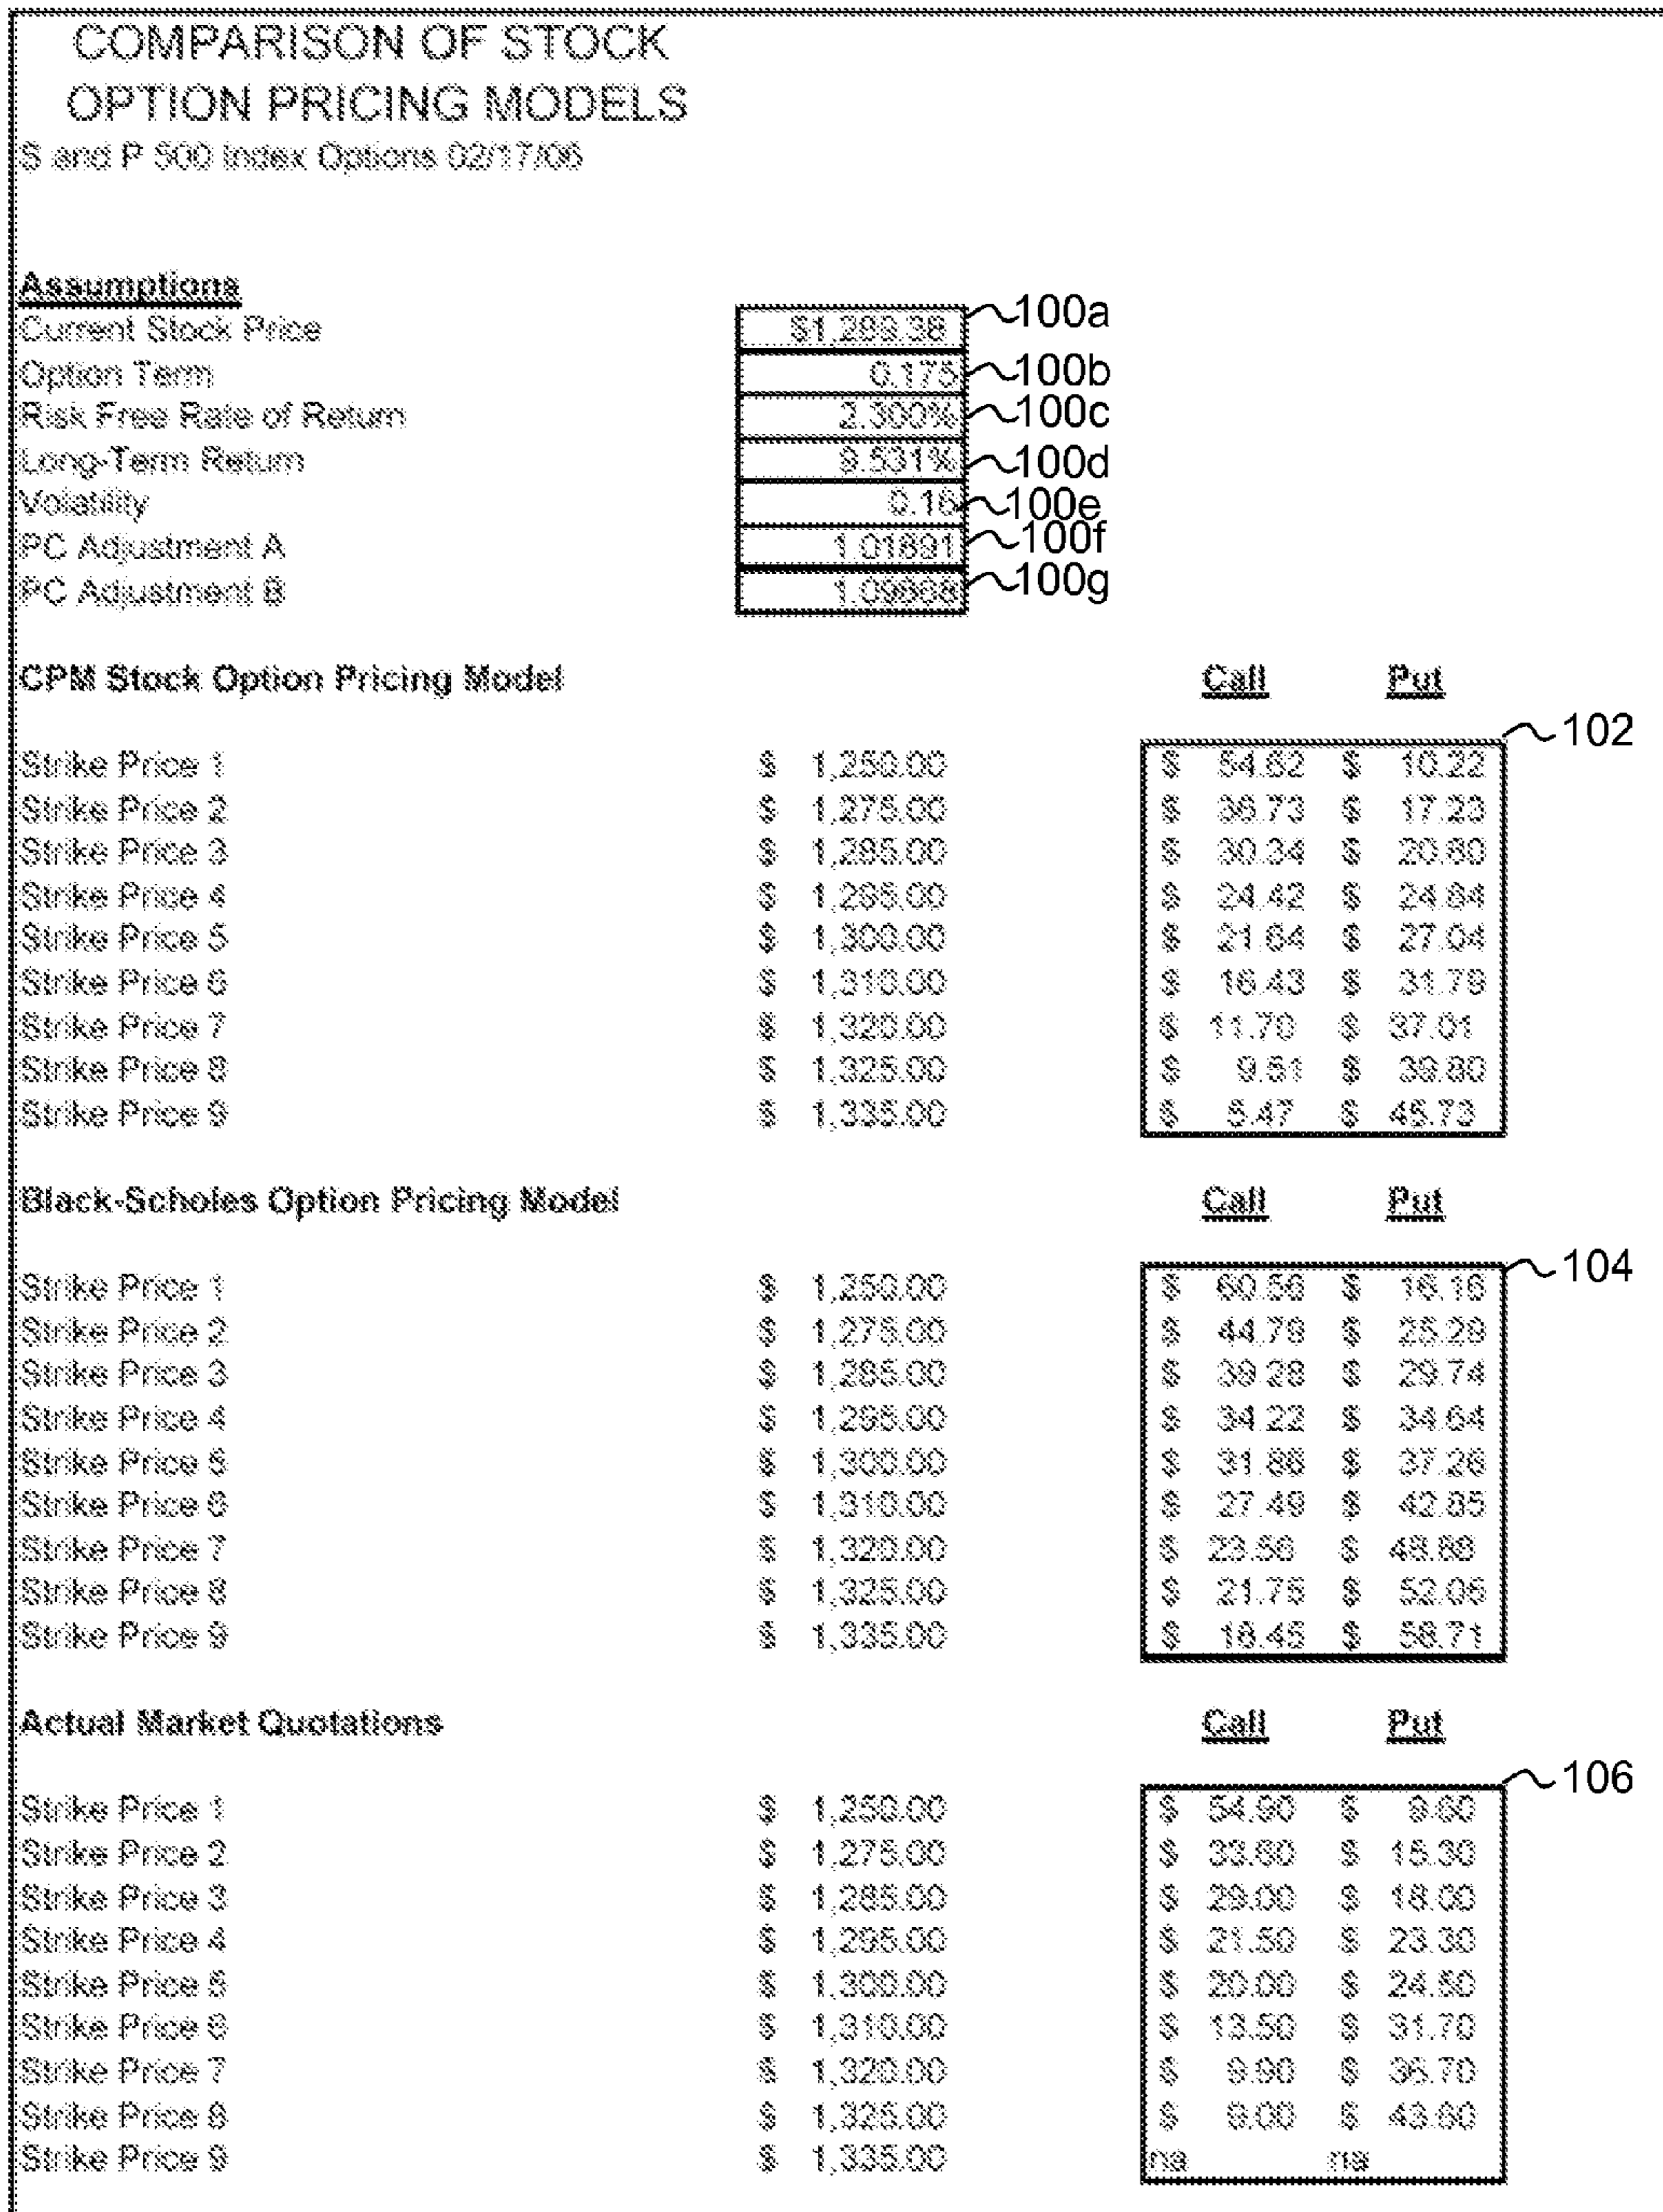 COMPARISON OF STOCK
OPTION PRICING MODELS
S and P 500 Index Options 02/17/06
Assumptions
Current Stock Price $1,289.38 100a
Option Term 0.175 100b
Risk Free Rate of Return 2.300% 100c
Long-Term Return 9.531% 100d
Volatility 0.16 100e
PC Adjustment A 100f
PC Adjustment B 100g
CPM Stock Option Pricing Model Call Put
102
Strike Price 1 $ 1,250.00 $ 54.62 $ 10.22
Strike Price 2 $ 1,275.00 $ 36.73 $ 17.23
Strike Price 3 $ 1,285.00 $ 30.34 $ 20.80
Strike Price 4 $ 1,295.00 $ 24.42 $ 24.84
Strike Price 5 $ 1,300.00 $ 21.64 $ 27.04
Strike Price 6 $ 1,310.00 $ 16.43 $ 31.79
Strike Price 7 $ 1,320.00 $ 11.70 $ 37.01
Strike Price 8 $ 1,325.00 $ 9.51 $ 39.80
Strike Price 9 $ 1,335.00 $ 5.47 $ 45.73
Black-Scholes Option Pricing Model Call Put
104
Strike Price 1 $ 1,250.00 $ 60.56 $ 16.16
Strike Price 2 $ 1,275.00 $ 44.79 $ 25.29
Strike Price 3 $ 1,285.00 $ 39.28 $ 29.74
Strike Price 4 $ 1,295.00 $ 34.22 $ 34.64
Strike Price 5 $ 1,300.00 $ 31.86 $ 37.26
Strike Price 6 $ 1,310.00 $ 27.49 $ 42.85
Strike Price 7 $ 1,320.00 $ 23.56 $ 48.88
Strike Price 8 $ 1,325.00 $ 21.76 $ 52.06
Strike Price 9 $ 1,335.00 $ 18.45 $ 58.71
Actual Market Quotations Call Put
106
Strike Price 1 $ 1,250.00 $ 54.90 $ 9.60
Strike Price 2 $ 1,275.00 $ 33.60 $ 15.30
Strike Price 3 $ 1,285.00 $ 29.00 $ 18.00
Strike Price 4 $ 1,295.00 $ 21.50 $ 23.30
Strike Price 5 $ 1,300.00 $ 20.00 $ 24.50
Strike Price 6 $ 1,310.00 $ 13.50 $ 31.70
Strike Price 7 $ 1,320.00 $ 9.90 $ 36.70
Strike Price 8 $ 1,325.00 $ 9.00 $ 43.60
Strike Price 9 $ 1,335.00 na na